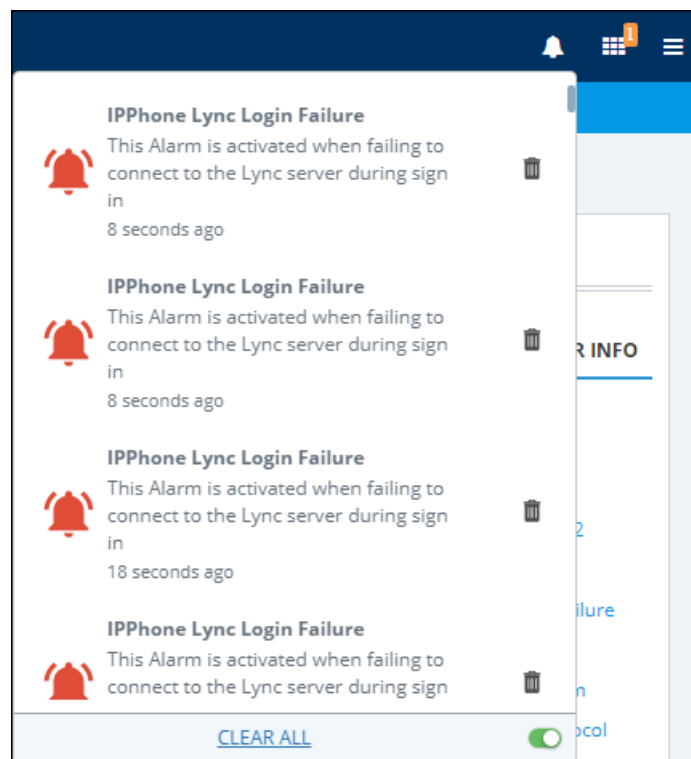 1
IPPhone Lync Login Failure
This Alarm is activated when failing to
connect to the Lync server during sign
in
8 seconds ago
IPPhone Lync Login Failure
This Alarm is activated when failing to
connect to the Lync server during sign
in
8 seconds ago
R INFO
IPPhone Lync Login Failure
This Alarm is activated when failing to
connect to the Lync server during sign
in
18 seconds ago
2
ilure
IPPhone Lync Login Failure
This Alarm is activated when failing to
connect to the Lync server during sign
m
ocol
CLEAR ALL